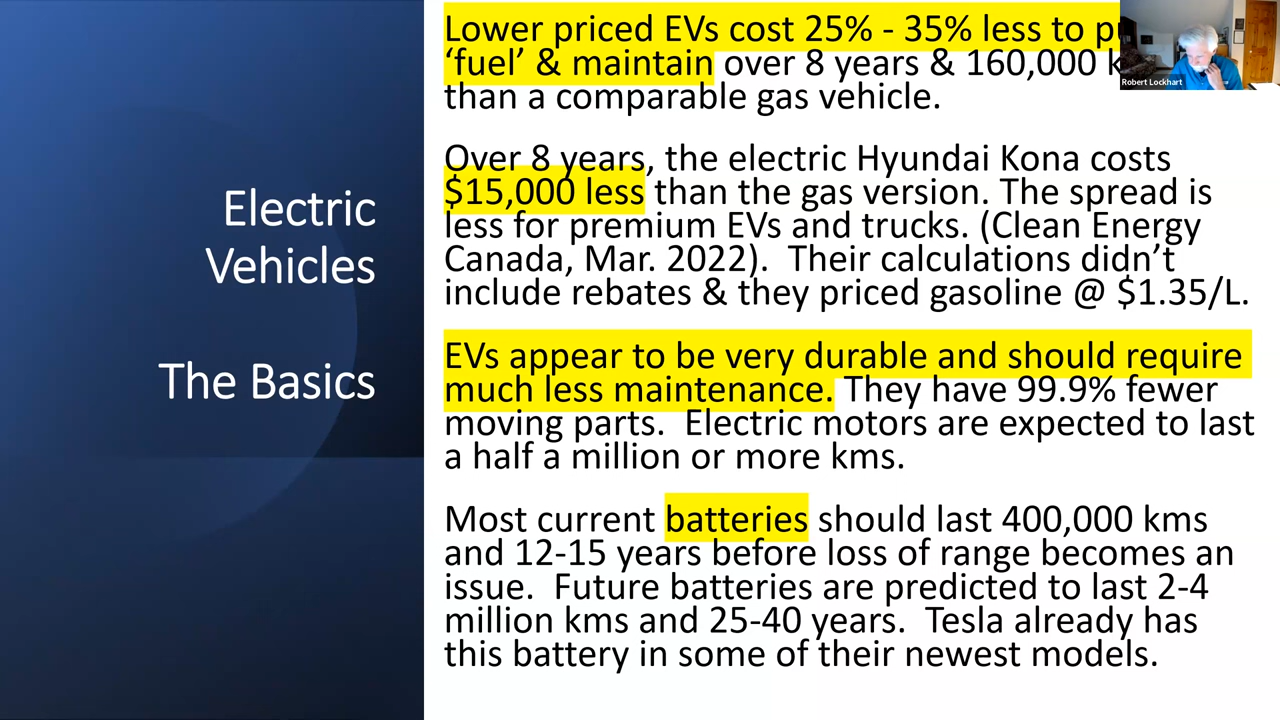 Electric
Vehicles
The Basics
Lower priced EVs cost 25% - 35% less to
‘fuel’ & maintain over 8 years & 160,000
than a comparable gas vehicle.
Over 8 years, the electric Hyundai Kona costs
$15,000 less than the gas version. The spread is
less for premium EVs and trucks. (Clean Energy
Canada, Mar. 2022).  Their calculations didn’t
include rebates & they priced gasoline @ $1.35/L.
EVs appear to be very durable and should require
much less maintenance. They have 99.9% fewer
moving parts.  Electric motors are expected to last
a half a million or more kms.
Most current batteries should last 400,000 kms
and 12-15 years before loss of range becomes an
issue.  Future batteries are predicted to last 2-4
million kms and 25-40 years.  Tesla already has
this battery in some of their newest models.
Robert Lockhart